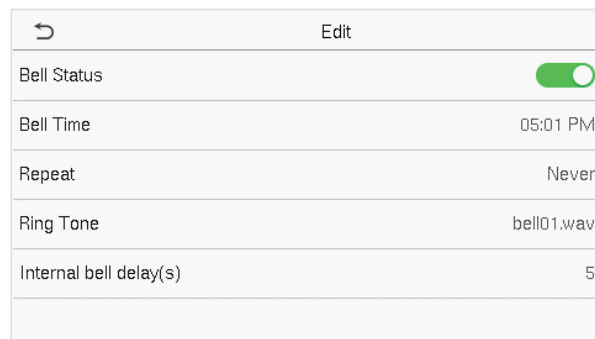 Edit
Bell Status
Bell Time 05:01 PM
Repeat Never
Ring Tone bell01.wav
Internal bell delay(s) 5